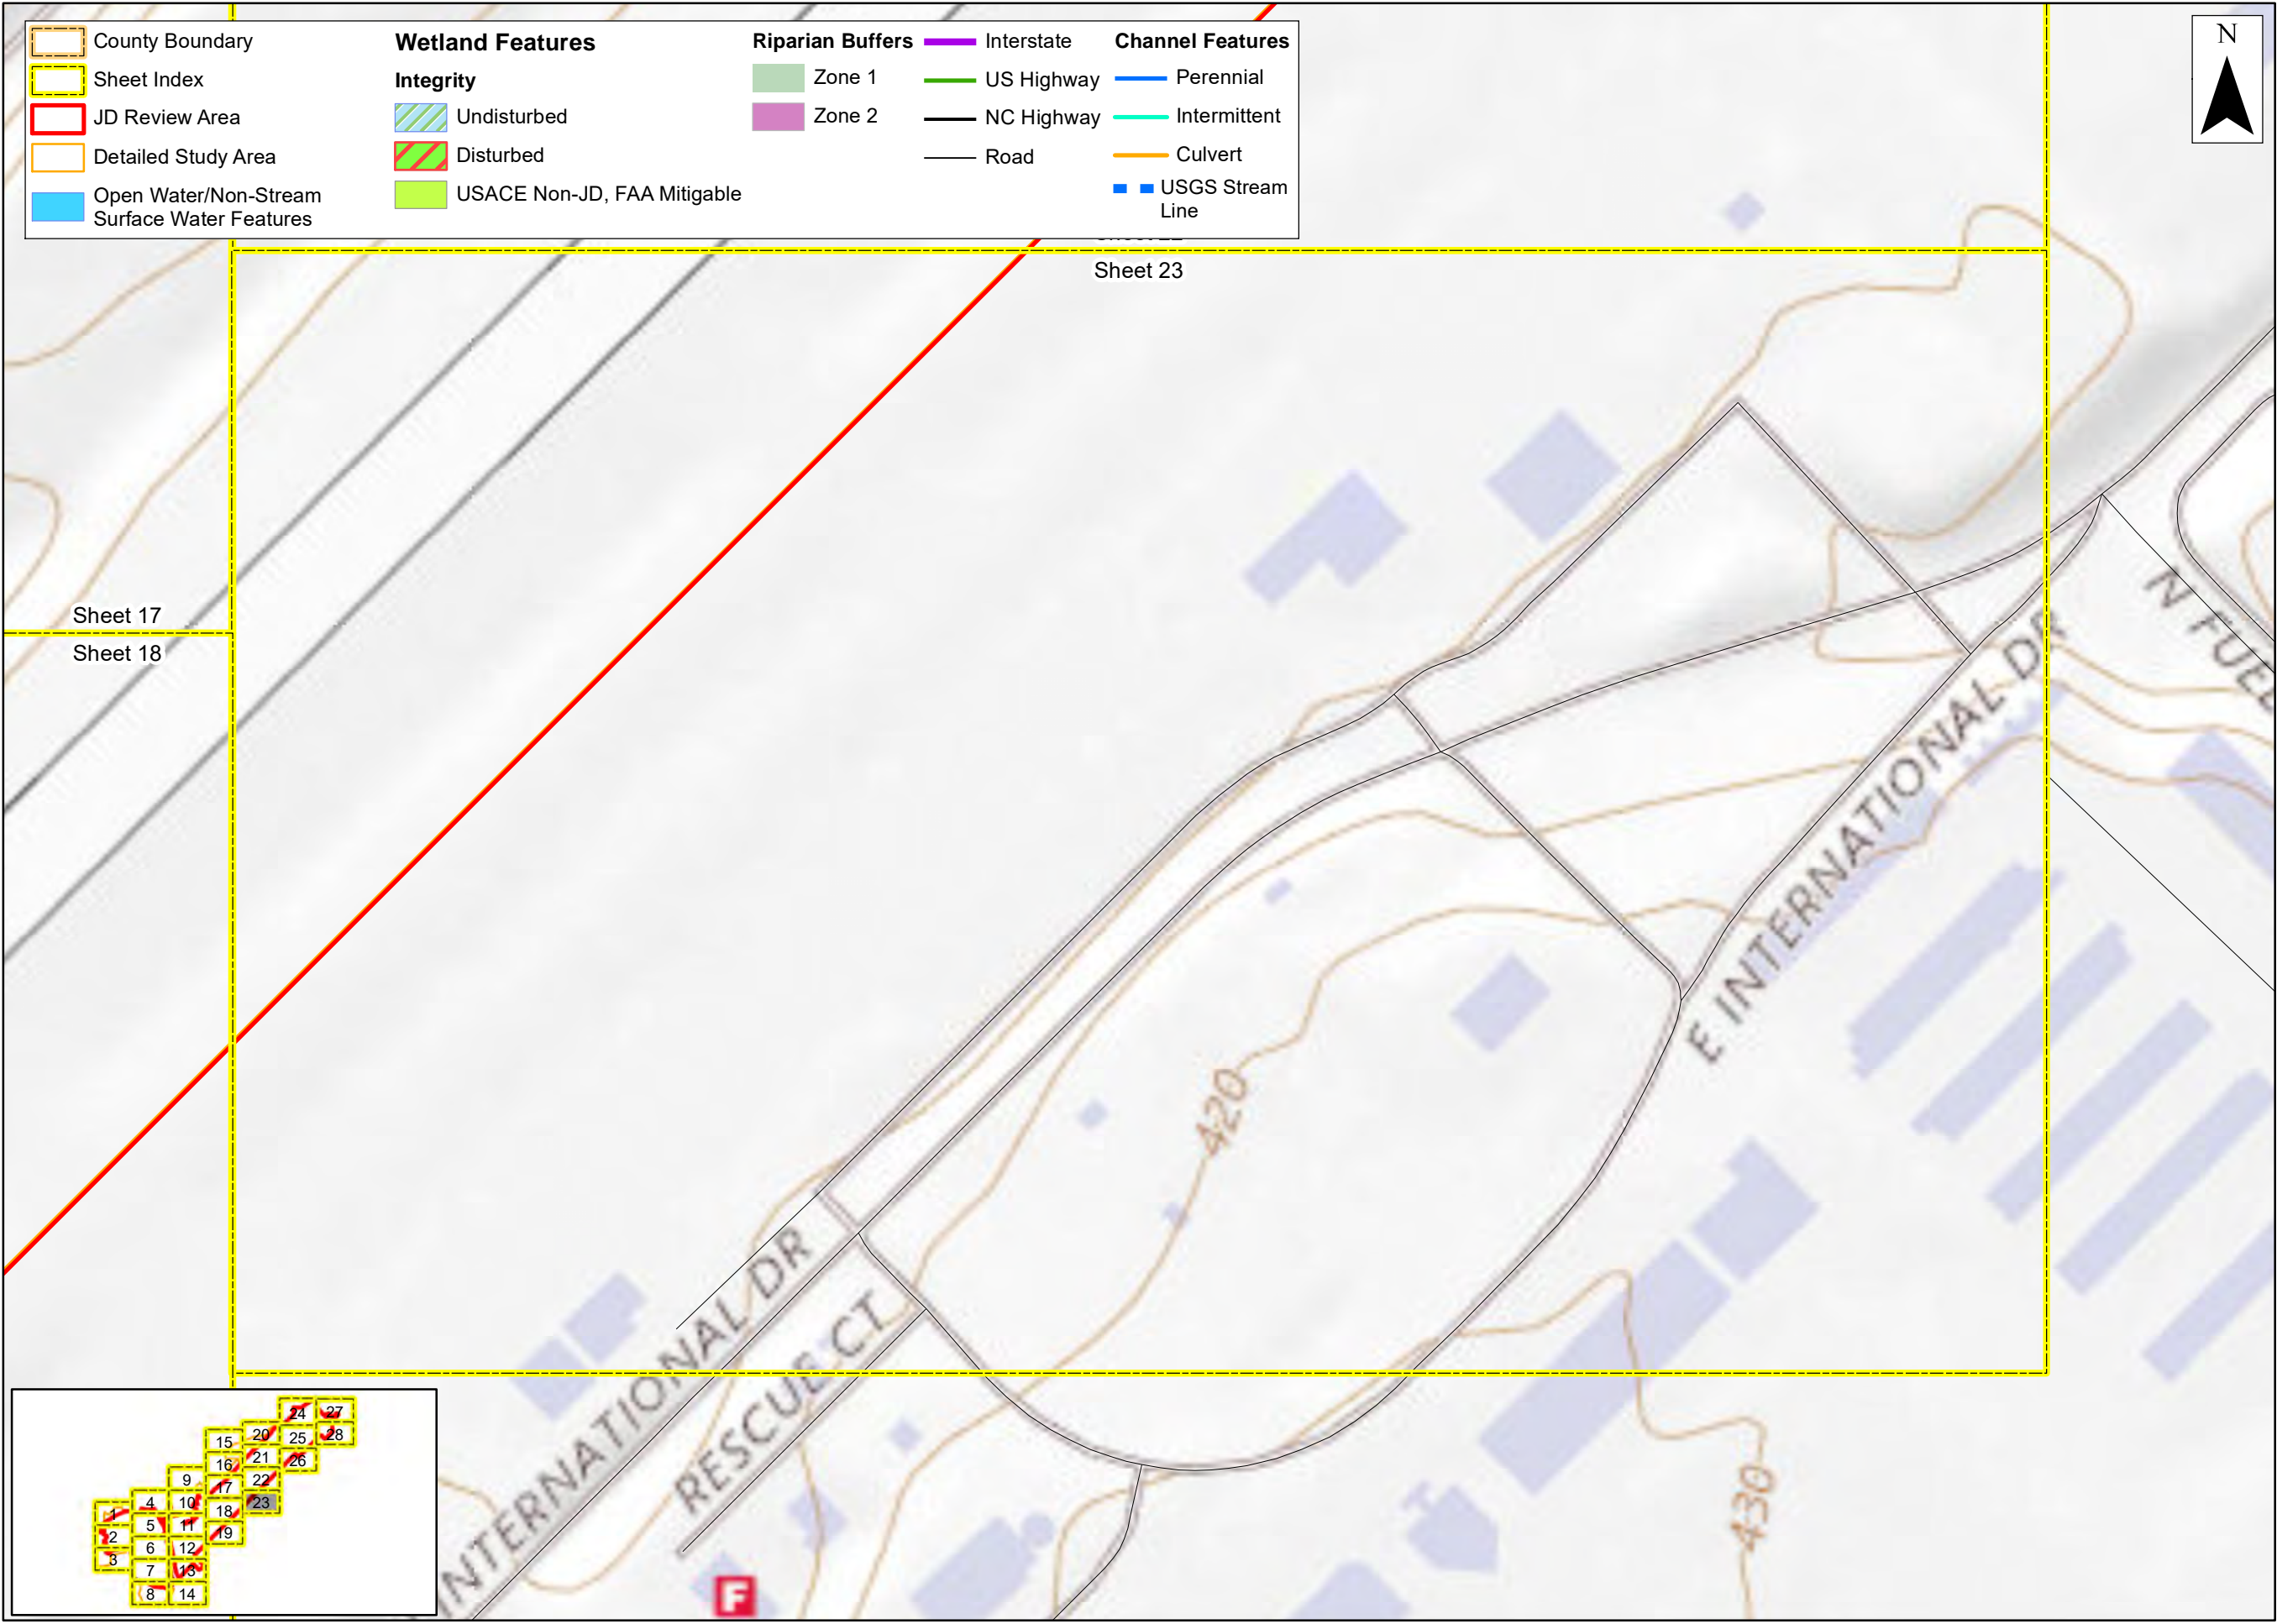 County Boundary
Sheet Index
JD Review Area
Detailed Study Area
Open Water/Non-Stream
Surface Water Features
Wetland Features
Integrity
Undisturbed
Disturbed
USACE Non-JD, FAA Mitigable
Riparian Buffers
Zone 1
Zone 2
Interstate
US Highway
NC Highway
Road
Channel Features
Perennial
Intermittent
Culvert
USGS Stream
Line
N
Sheet 23
Sheet 17
Sheet 18
N FUEL
E INTERNATIONAL DR
420
INTERNATIONAL DR
RESCUE CT
430
F
24 27
20 25 28
15
16 21 26
9 17 22
4 10 18 23
1
5 11 19
2
6 12
3
7 13
8 14